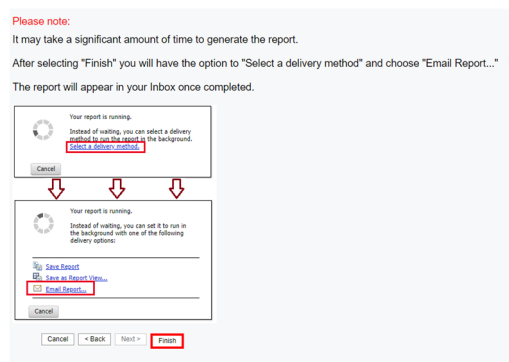 Please note:
It may take a significant amount of time to generate the report.
After selecting "Finish" you will have the option to "Select a delivery method" and choose "Email Report..."
The report will appear in your Inbox once completed.
Your report is running.
Instead of waiting, you can select a delivery
method to run the report in the background.
Select a delivery method.
Cancel
Your report is running.
Instead of waiting, you can set it to run in
the background with one of the following
delivery options:
Save Report
Save as Report View...
Email Report...
Cancel
Cancel < Back Next > Finish